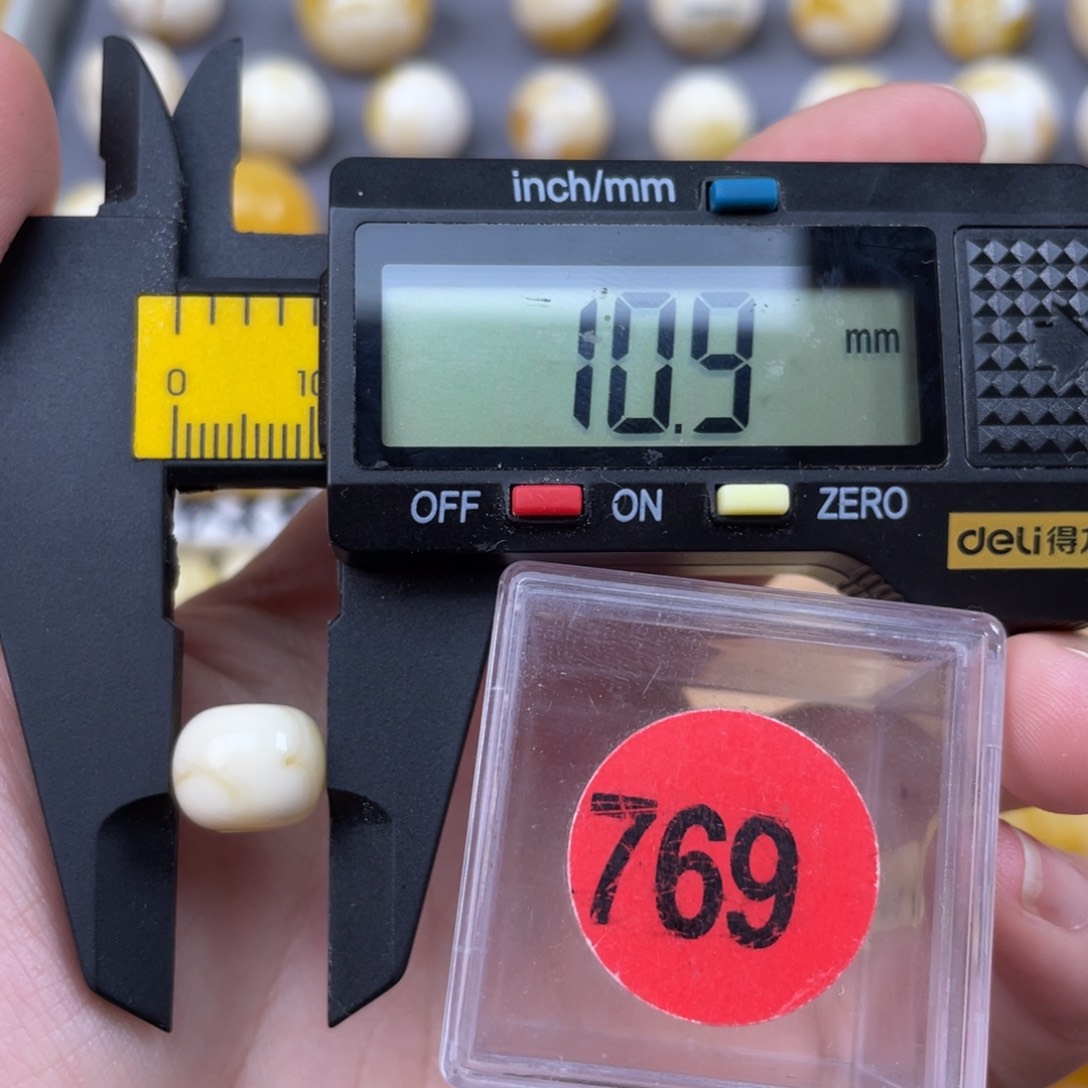 inch/mm
10.9
mm
0
10
OFF
ON
ZERO
deli得力
769